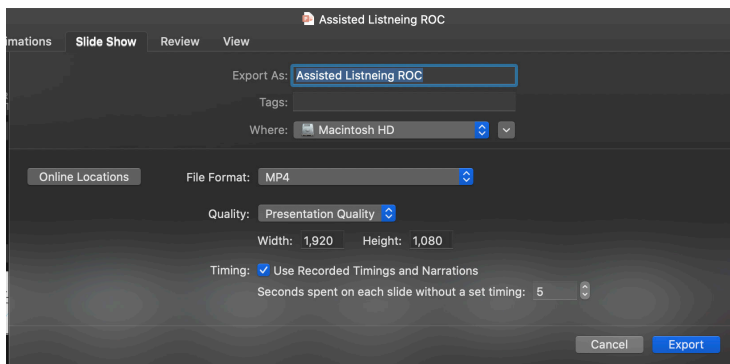 Assisted Listneing ROC
imations Slide Show Review View
Export As: Assisted Listneing ROC
Tags:
Where: Macintosh HD
Online Locations File Format: MP4
Quality: Presentation Quality
Width: 1,920 Height: 1,080
Timing: Use Recorded Timings and Narrations
Seconds spent on each slide without a set timing: 5
Cancel Export